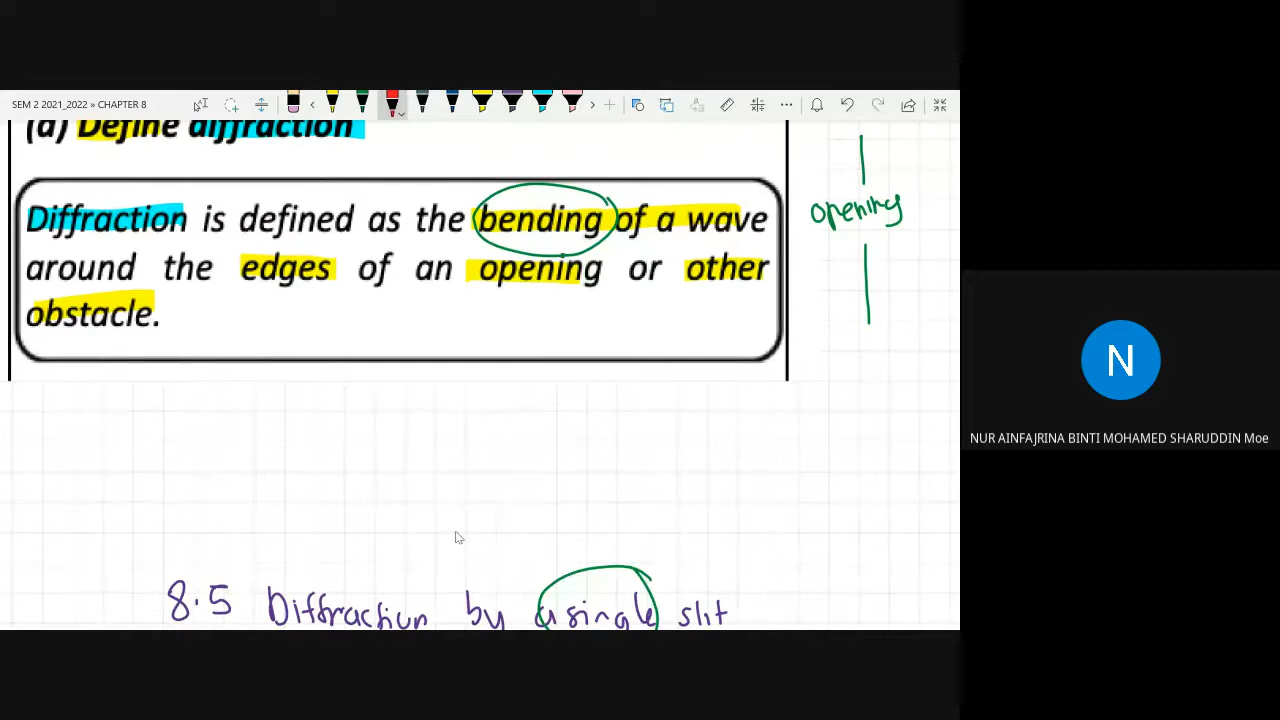 SEM 2 2021_2022 » CHAPTER 8
(a) Define diffraction
Diffraction is defined as the bending of a wave
around the edges of an opening or other
obstacle.
opening
8.5 Diffraction by a single slit
N
NUR AINFAJRINA BINTI MOHAMED SHARUDDIN Moe